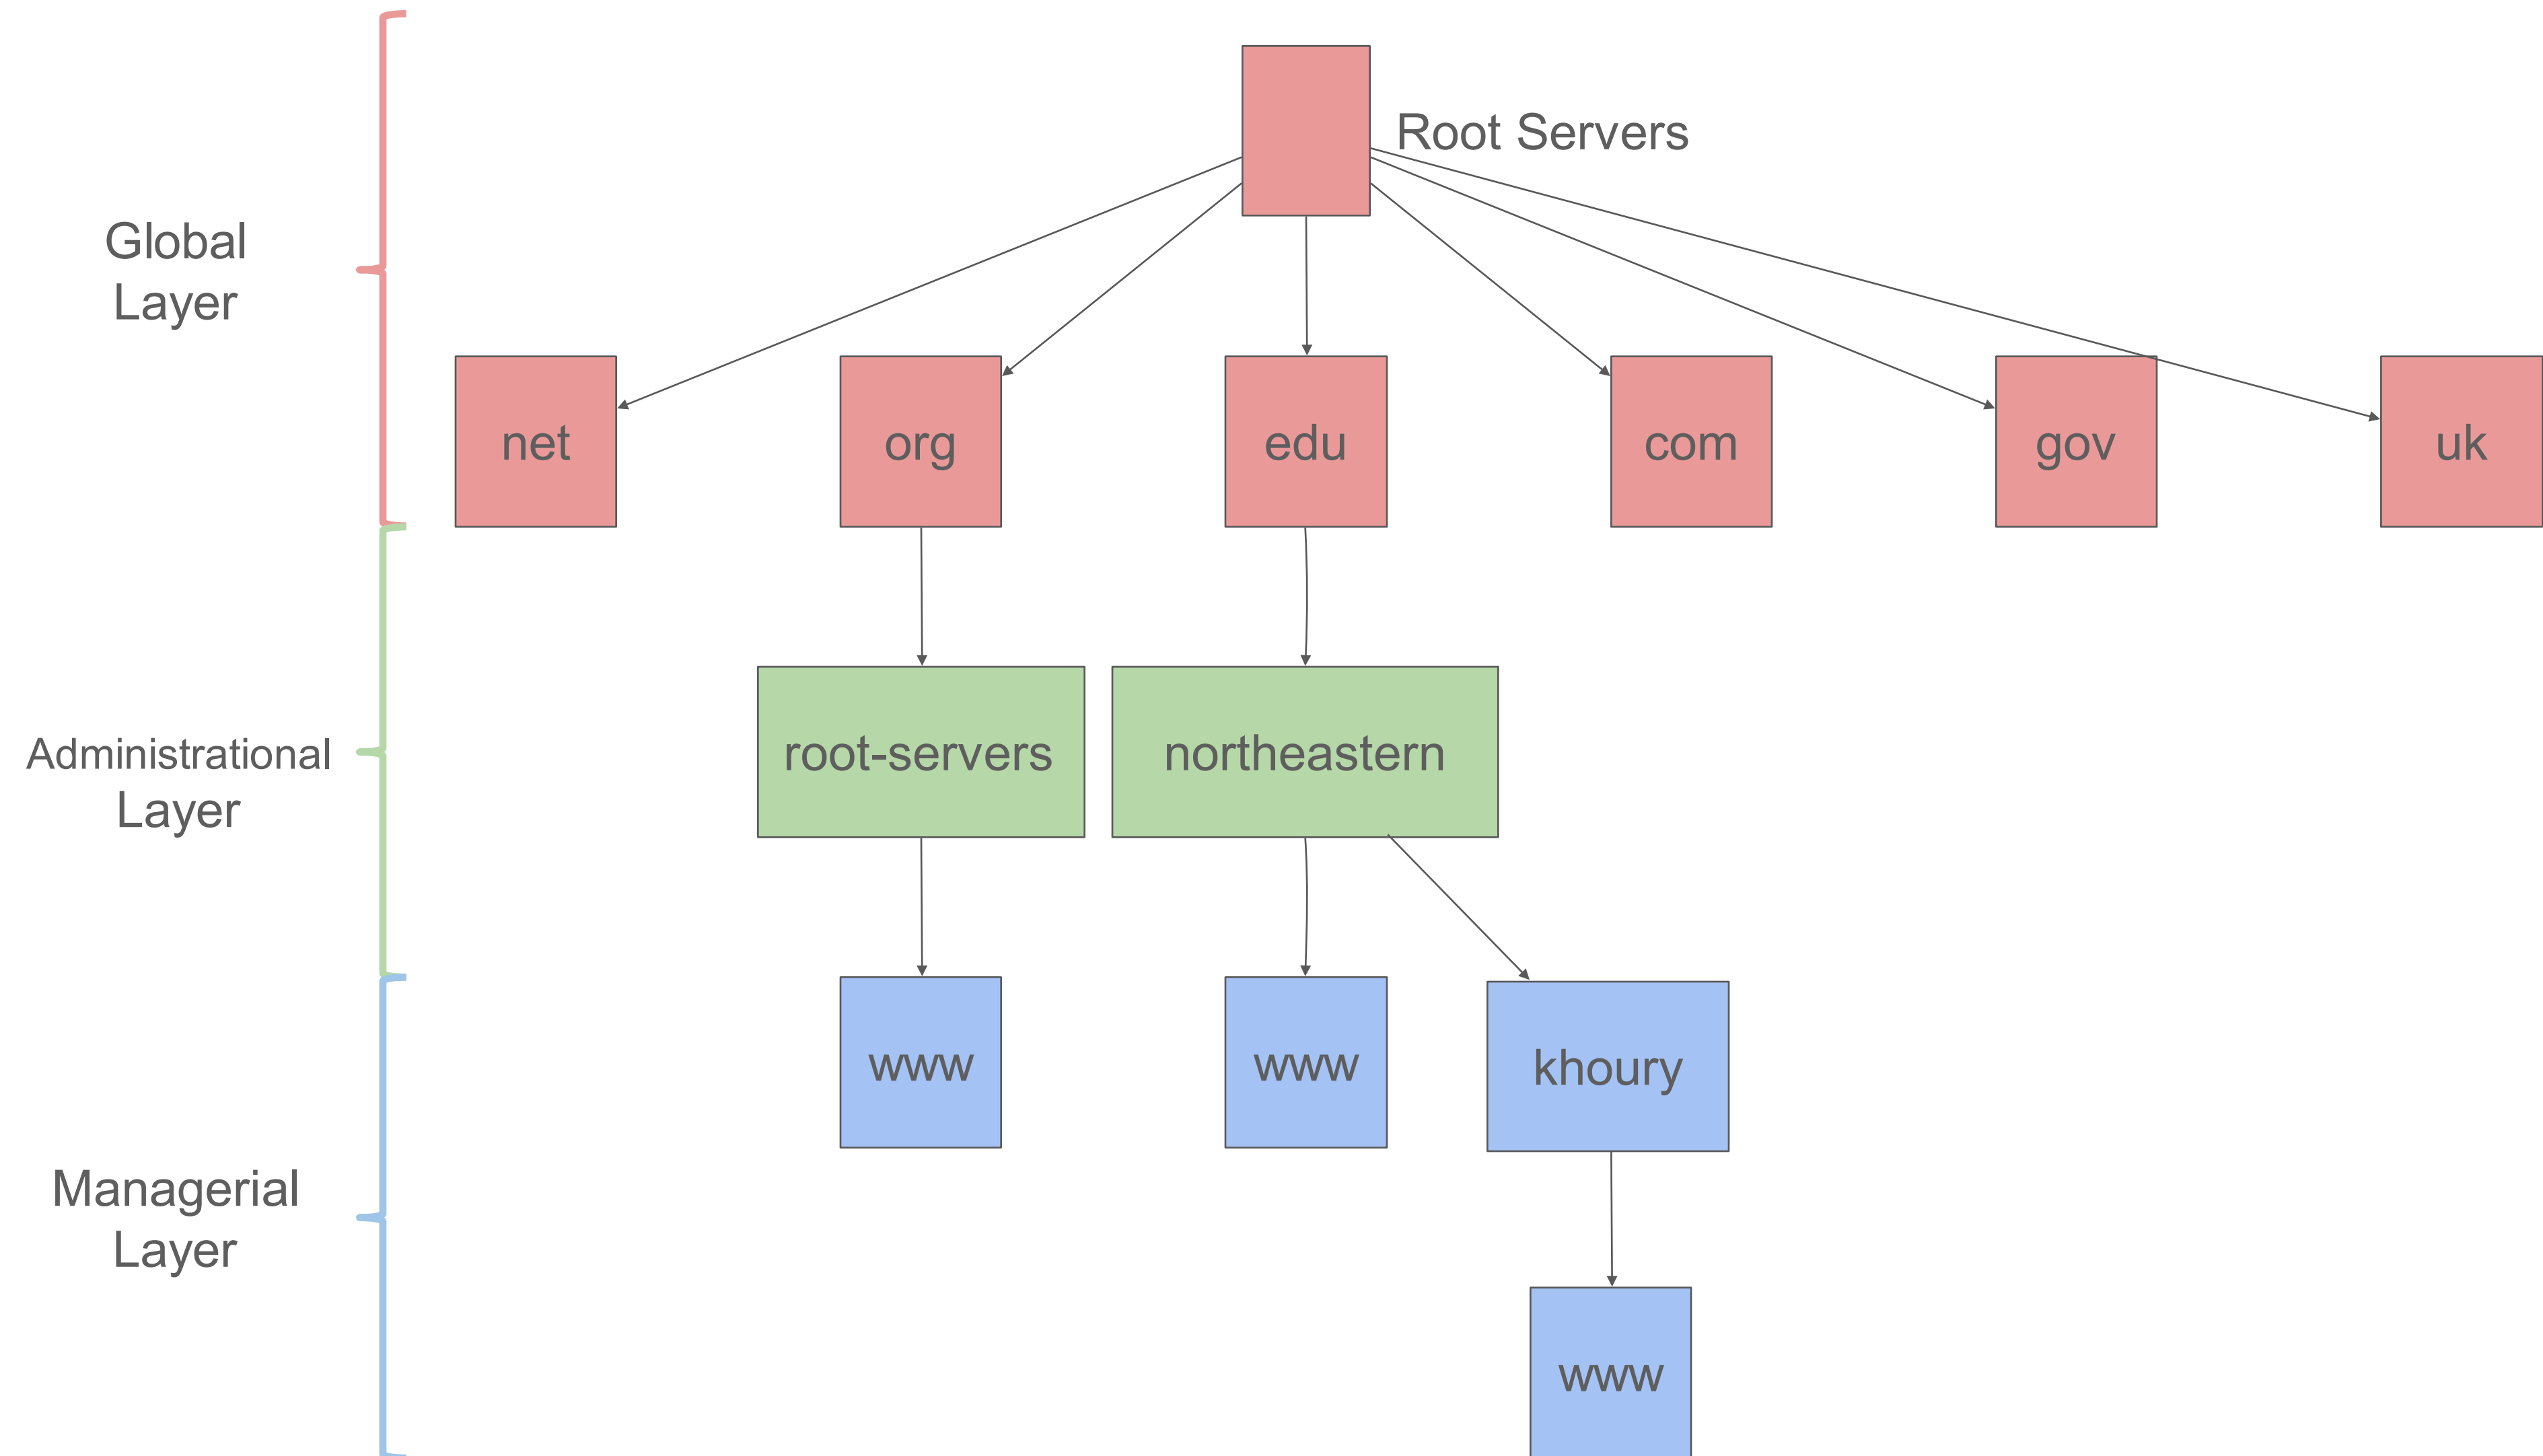 Root Servers
Global
Layer
net
org
edu
com
gov
uk
Administrational
Layer
root-servers
northeastern
www
www
khoury
Managerial
Layer
www